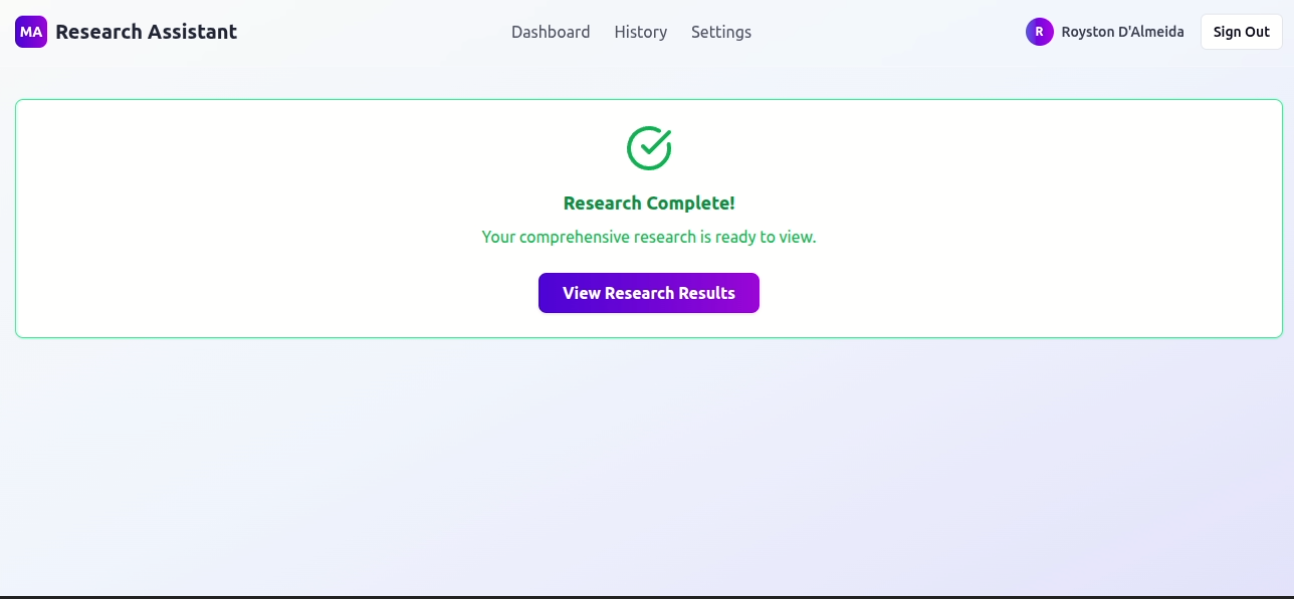 MA Research Assistant Dashboard History Settings R Royston D'Almeida Sign Out
Research Complete!
Your comprehensive research is ready to view.
View Research Results